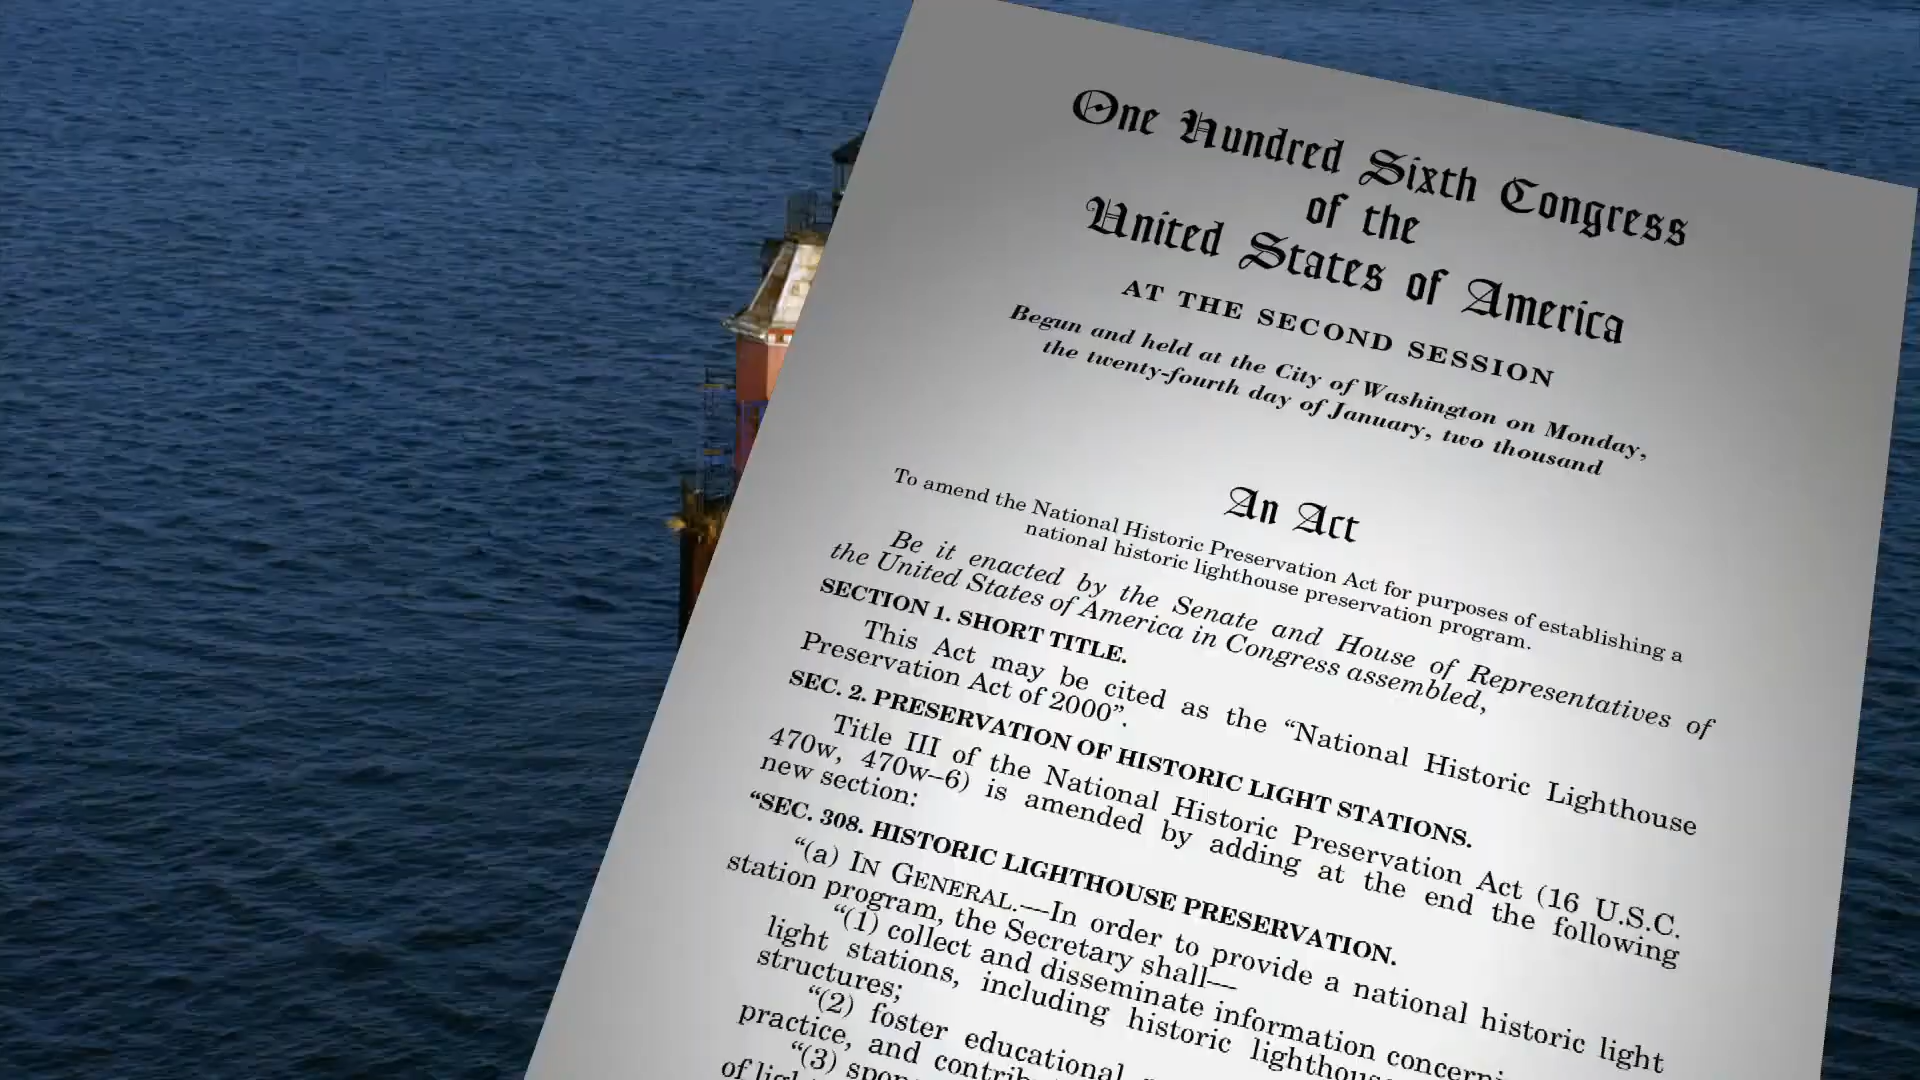 One Hundred Sixth Congress
of the
United States of America
AT THE SECOND SESSION
Begun and held at the City of Washington on Monday,
the twenty-fourth day of January, two thousand
An Act
To amend the National Historic Preservation Act for purposes of establishing a
national historic lighthouse preservation program.
Be it enacted by the Senate and House of Representatives of
the United States of America in Congress assembled,
SECTION 1. SHORT TITLE.
This Act may be cited as the “National Historic Lighthouse
Preservation Act of 2000”.
SEC. 2. PRESERVATION OF HISTORIC LIGHT STATIONS.
Title III of the National Historic Preservation Act (16 U.S.C.
470w, 470w–6) is amended by adding at the end the following
new section:
“SEC. 308. HISTORIC LIGHTHOUSE PRESERVATION.
“(a) IN GENERAL.—In order to provide a national historic light
station program, the Secretary shall—
“(1) collect and disseminate information
light stations, including historic
structures;
“(2) foster educational
practice, and
“(3)
of